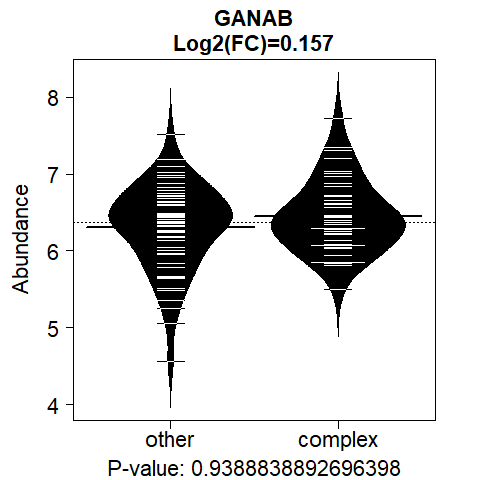 GANAB
Log2(FC)=0.157
Abundance
8
7
6
5
4
other complex
P-value: 0.9388838892696398